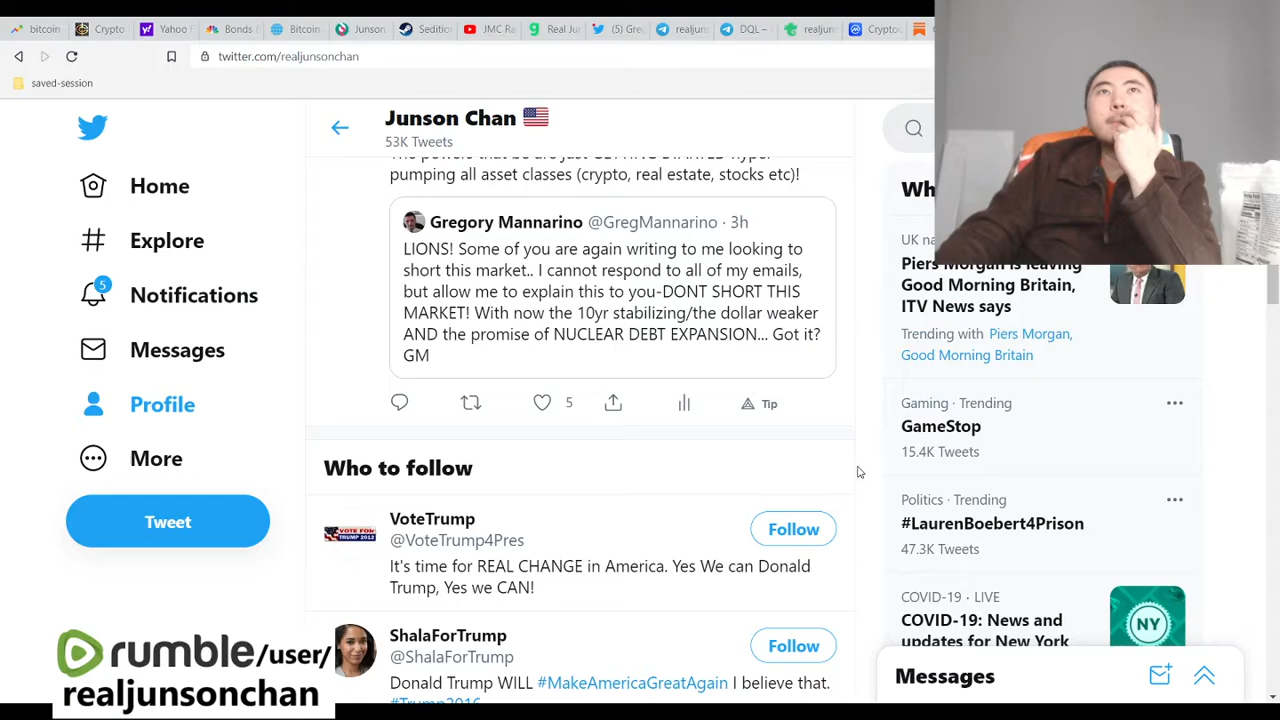 bitcoin
Crypto
Yahoo
Bonds
Bitcoin
Junson
Sediti
JMC Ra
Real Ju
(5) Gre
realjun
DQL –
realjun
Crypto
twitter.com/realjunsonchan
saved-session
Junson Chan 🇺🇸
53K Tweets
Home
Explore
5
Notifications
Messages
Profile
More
Tweet
pumping all asset classes (crypto, real estate, stocks etc)!
Gregory Mannarino @GregMannarino · 3h
LIONS! Some of you are again writing to me looking to
short this market.. I cannot respond to all of my emails,
but allow me to explain this to you-DONT SHORT THIS
MARKET! With now the 10yr stabilizing/the dollar weaker
AND the promise of NUCLEAR DEBT EXPANSION... Got it?
GM
5
Tip
Who to follow
VoteTrump
@VoteTrump4Pres
Follow
It's time for REAL CHANGE in America. Yes We can Donald
Trump, Yes we CAN!
ShalaForTrump
@ShalaForTrump
Follow
Donald Trump WILL #MakeAmericaGreatAgain I believe that.
#Trump2016
Wh
UK na
Piers Morgan is leaving
Good Morning Britain,
ITV News says
Trending with Piers Morgan,
Good Morning Britain
Gaming · Trending
GameStop
15.4K Tweets
Politics · Trending
#LaurenBoebert4Prison
47.3K Tweets
COVID-19 · LIVE
COVID-19: News and
updates for New York
NY
Messages
rumble/user/
realjunsonchan